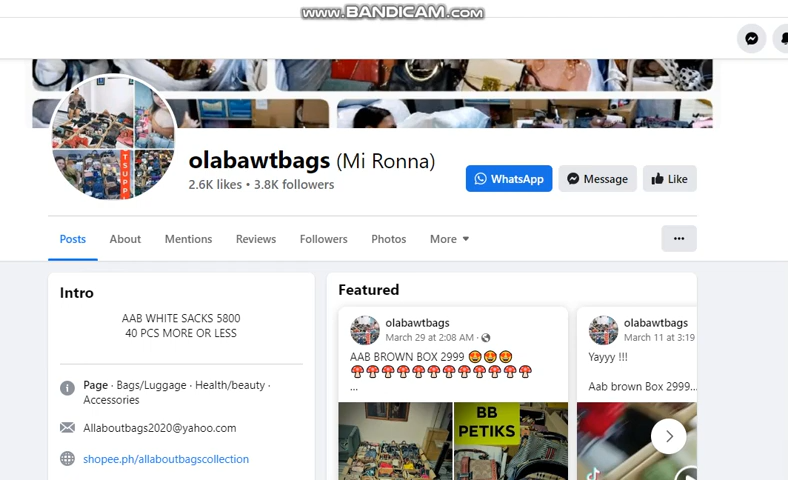 www.BANDICAM.com
olabawtbags (Mi Ronna)
2.6K likes • 3.8K followers
WhatsApp
Message
Like
Posts
About
Mentions
Reviews
Followers
Photos
More
Intro
AAB WHITE SACKS 5800
40 PCS MORE OR LESS
Page · Bags/Luggage · Health/beauty ·
Accessories
Allaboutbags2020@yahoo.com
shopee.ph/allaboutbagscollection
Featured
olabawtbags
March 29 at 2:08 AM ·
AAB BROWN BOX 2999 😍😍😍
🍄🍄🍄🍄🍄🍄🍄🍄🍄🍄🍄🍄
...
BB
PETIKS
olabawtbags
March 11 at 3:19
Yayyy !!!
Aab brown Box 2999...